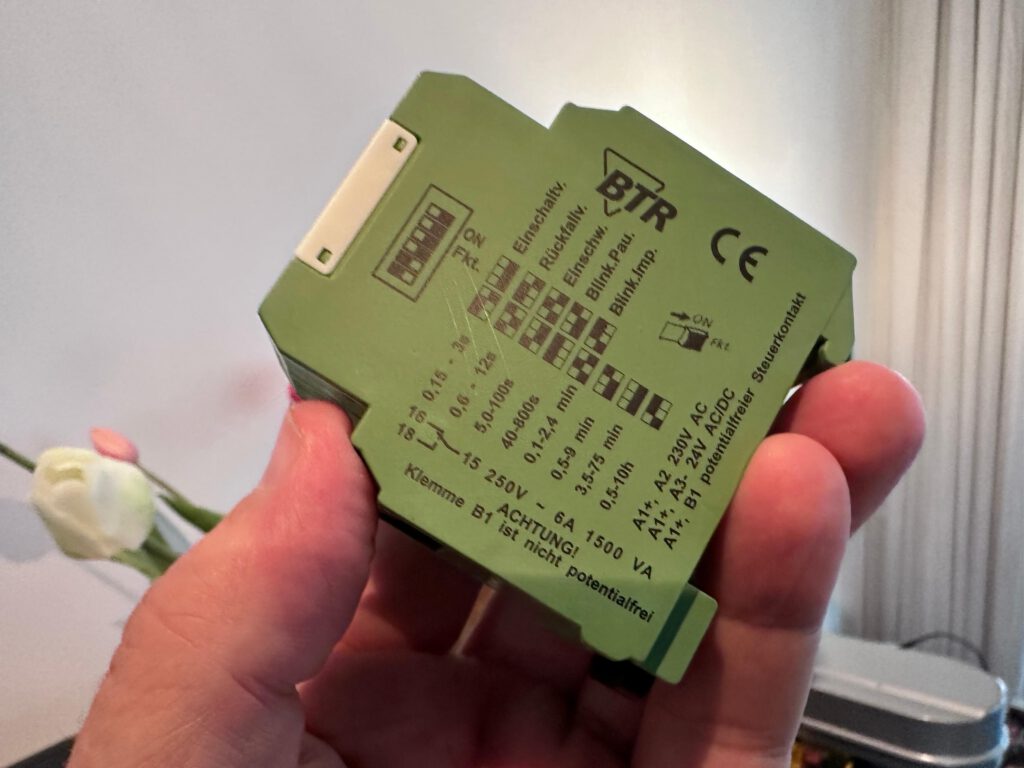 BTR
CE
ON
Fkt.
Einschaltv.
Rückfallv.
Einschw.
Blink.Pau.
Blink.Imp.
ON
Fkt.
0,15 - 3s
0,6 - 12s
5,0-100s
40-800s
0,1-2,4 min
0,5-9 min
3,5-75 min
0,5-10h
16
18
15 250V ~ 6A 1500 VA
ACHTUNG!
Klemme B1 ist nicht potentialfrei
A1+, A2 230V AC
A1+, A3- 24V AC/DC
A1+, B1 potentialfreier Steuerkontakt